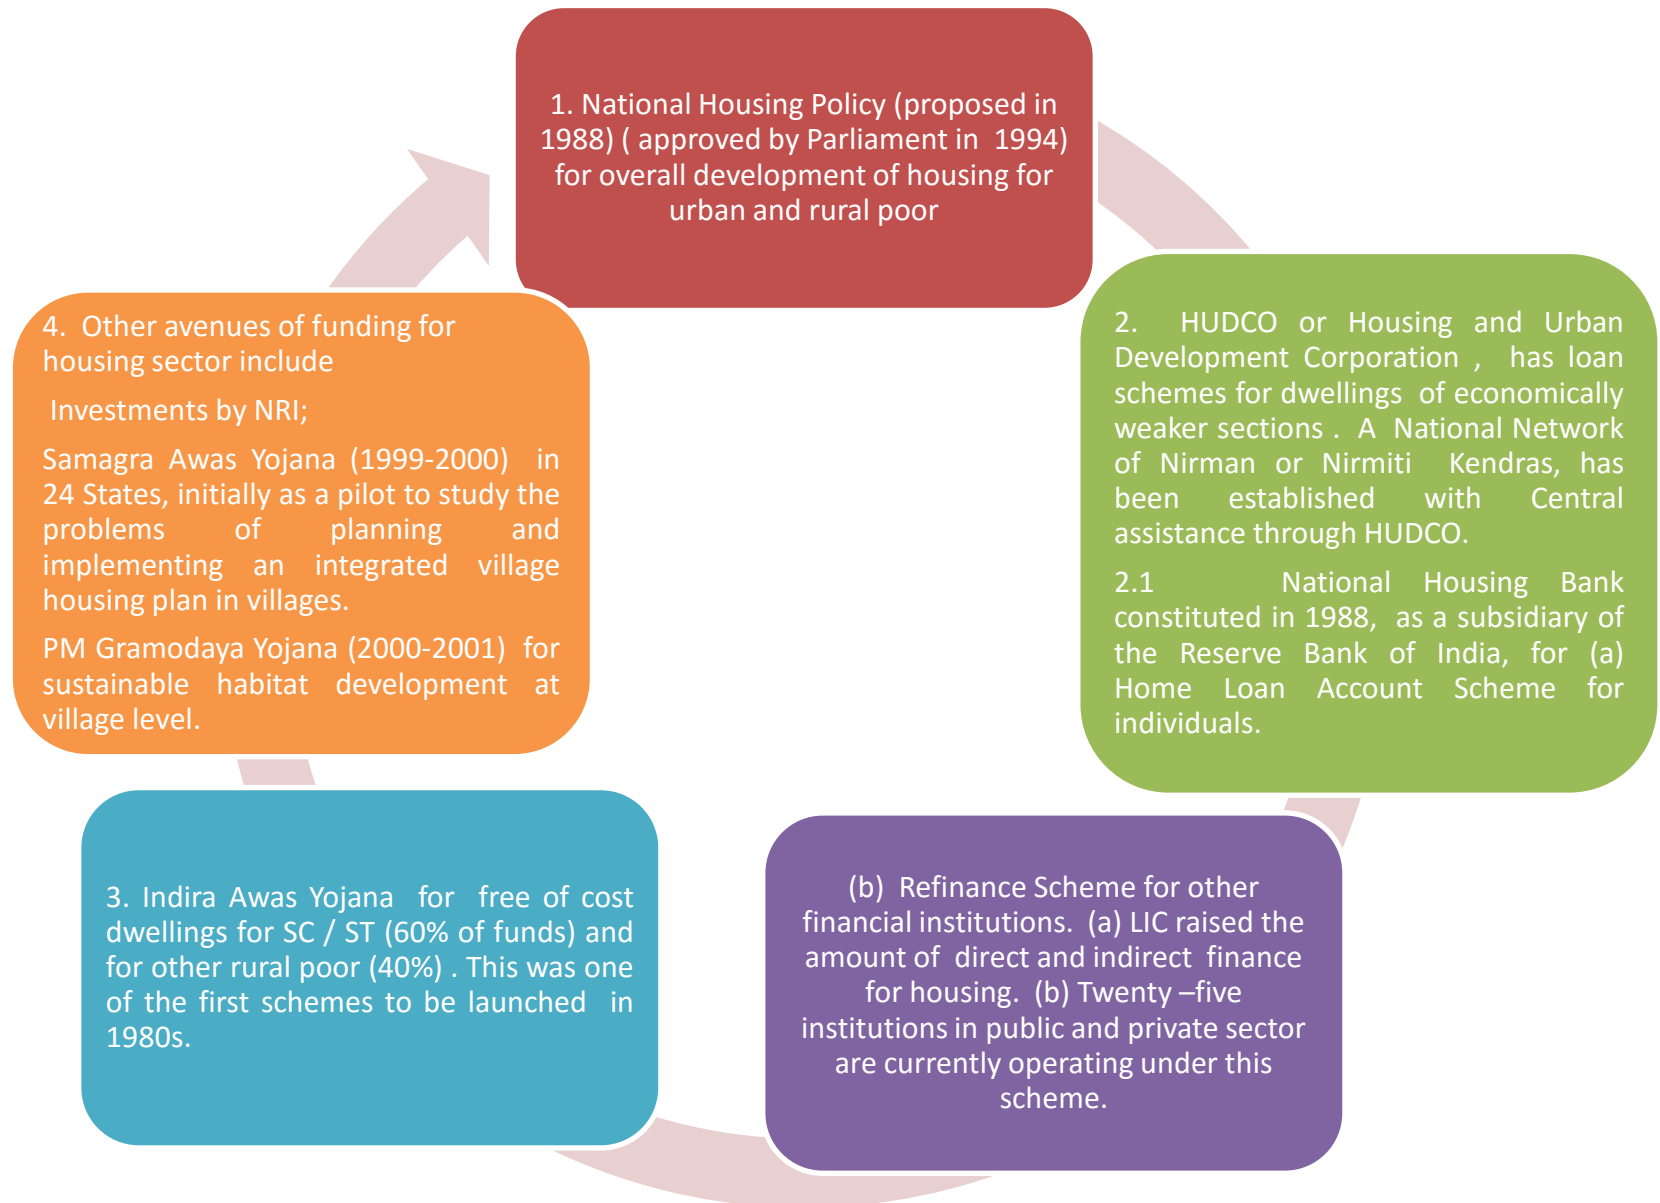 1. National Housing Policy (proposed in
1988) ( approved by Parliament in 1994)
for overall development of housing for
urban and rural poor
2. HUDCO or Housing and Urban
Development Corporation , has loan
schemes for dwellings of economically
weaker sections . A National Network
of Nirman or Nirmiti Kendras, has
been established with Central
assistance through HUDCO.
2.1 National Housing Bank
constituted in 1988, as a subsidiary of
the Reserve Bank of India, for (a)
Home Loan Account Scheme for
individuals.
(b) Refinance Scheme for other
financial institutions. (a) LIC raised the
amount of direct and indirect finance
for housing. (b) Twenty –five
institutions in public and private sector
are currently operating under this
scheme.
3. Indira Awas Yojana for free of cost
dwellings for SC / ST (60% of funds) and
for other rural poor (40%) . This was one
of the first schemes to be launched in
1980s.
4. Other avenues of funding for
housing sector include
Investments by NRI;
Samagra Awas Yojana (1999-2000) in
24 States, initially as a pilot to study the
problems of planning and
implementing an integrated village
housing plan in villages.
PM Gramodaya Yojana (2000-2001) for
sustainable habitat development at
village level.